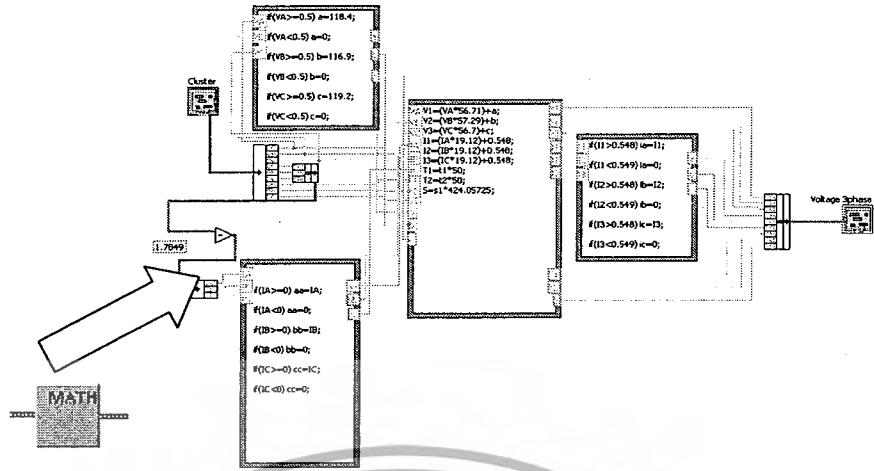 if(VA>=0.5) a=118.4;
if(VA<0.5) a=0;
if(VB>=0.5) b=116.9;
if(VB<0.5) b=0;
if(VC>=0.5) c=119.2;
if(VC<0.5) c=0;
Cluster
V1=(VA*56.71)+a;
V2=(VB*57.29)+b;
V3=(VC*56.7)+c;
I1=(IA*19.12)+0.548;
I2=(IB*19.12)+0.548;
I3=(IC*19.12)+0.548;
T1=t1*50;
T2=t2*50;
S=s1*424.05725;
if(I1>0.548) ia=I1;
if(I1<0.549) ia=0;
if(I2>0.548) ib=I2;
if(I2<0.549) ib=0;
if(I3>0.548) ic=I3;
if(I3<0.549) ic=0;
Voltage 3phase
1.7849
if(IA>=0) aa=IA;
if(IA<0) aa=0;
if(IB>=0) bb=IB;
if(IB<0) bb=0;
if(IC>=0) cc=IC;
if(IC<0) cc=0;
MATH